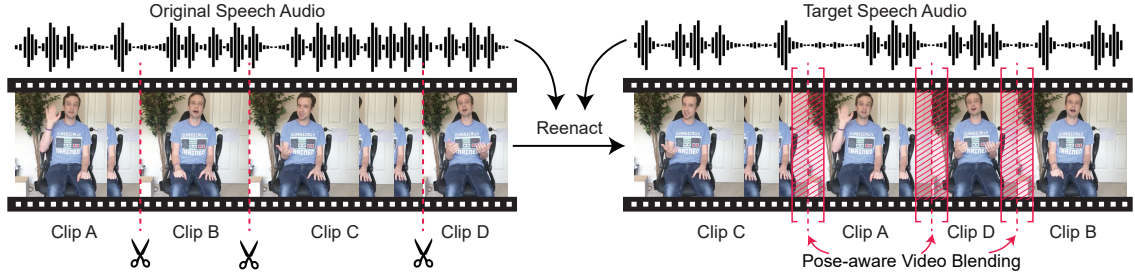 Original Speech Audio
Target Speech Audio
Reenact
Clip A
Clip B
Clip C
Clip D
Clip C
Clip A
Clip D
Clip B
Pose-aware Video Blending